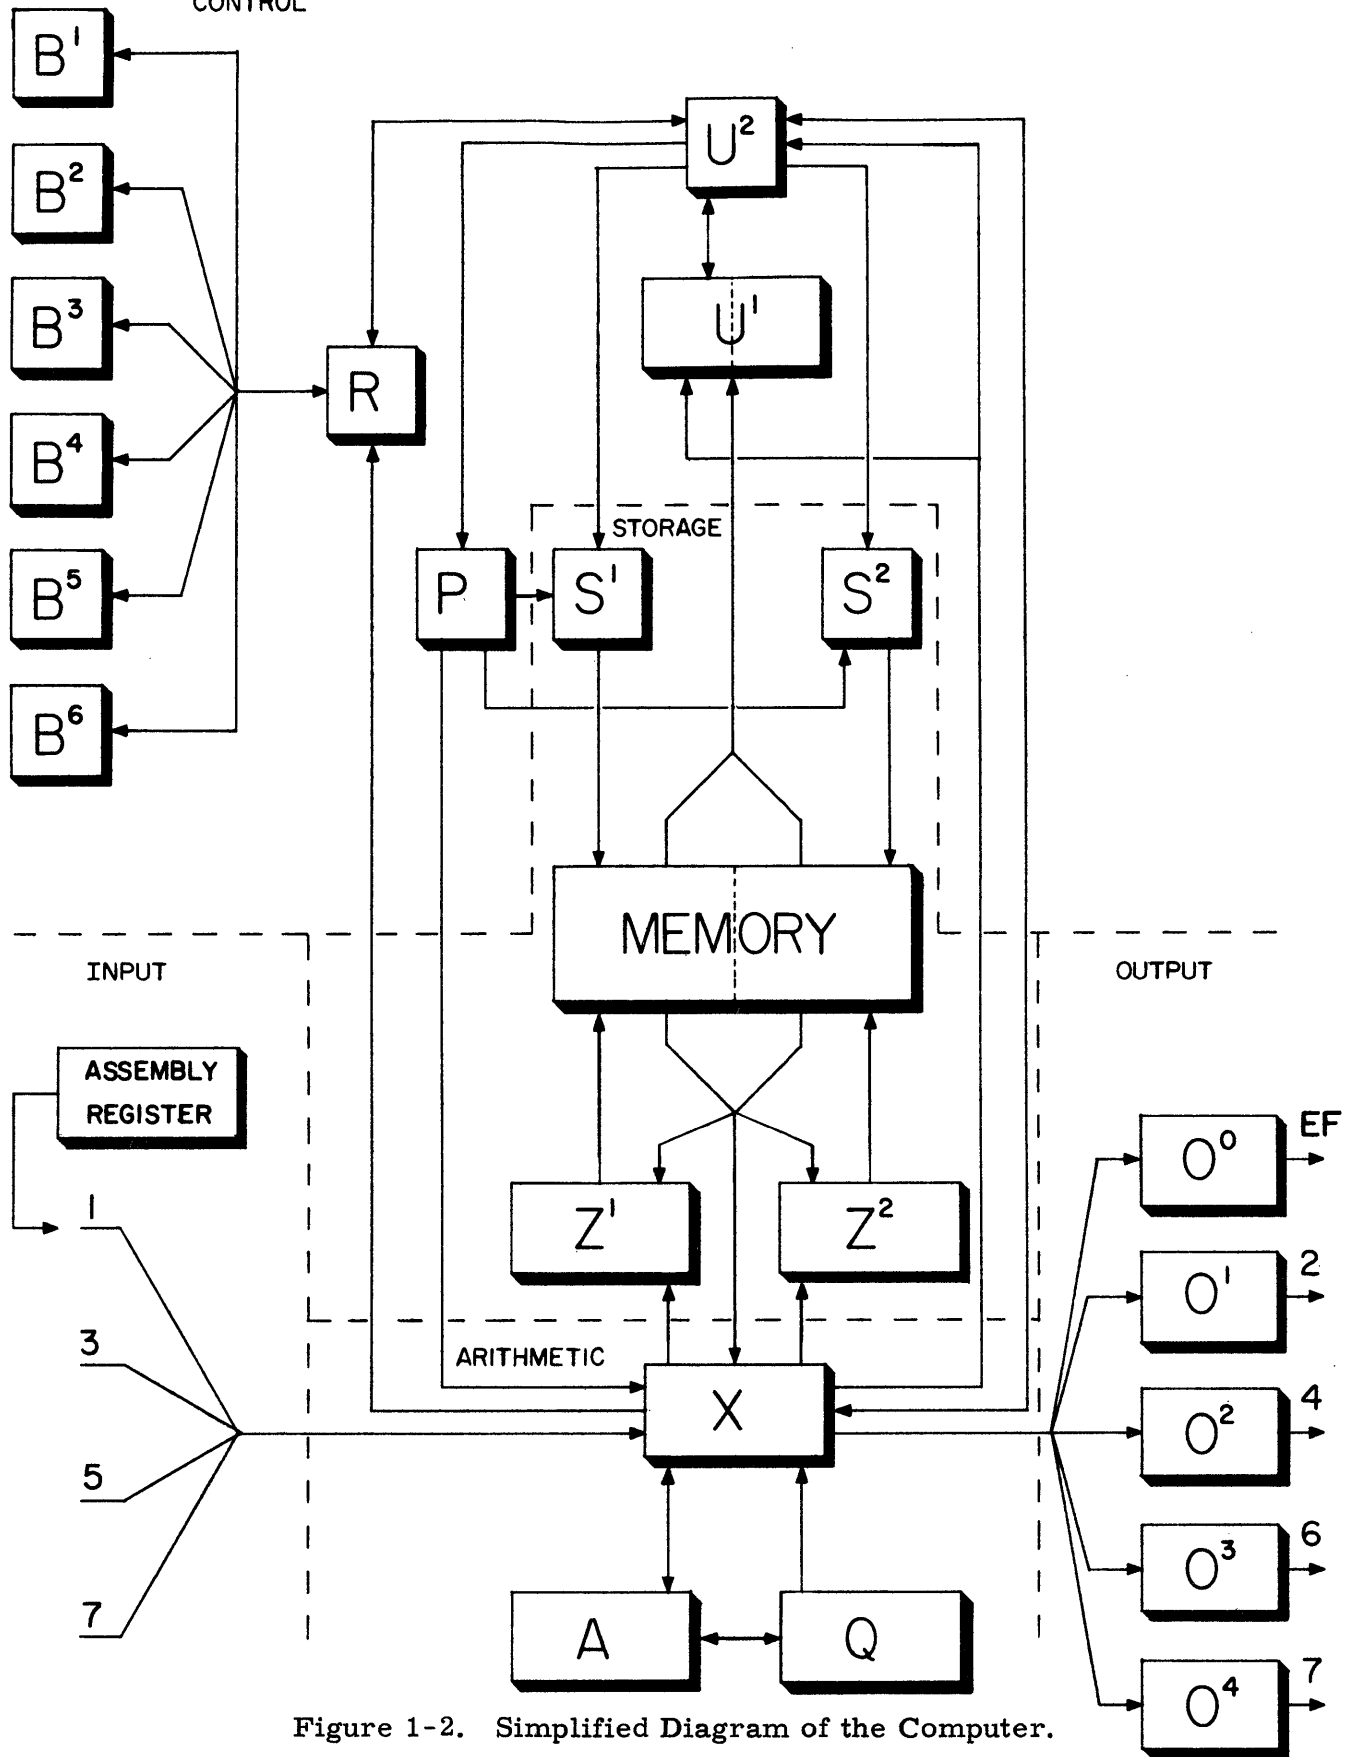 CONTROL
B¹
U²
B²
B³
U¹
R
B⁴
STORAGE
P
S¹
S²
B⁵
B⁶
MEMORY
INPUT
OUTPUT
ASSEMBLY
REGISTER
EF
O⁰
1
Z¹
Z²
2
O¹
3
ARITHMETIC
X
4
O²
5
6
O³
7
A
Q
7
O⁴
Figure 1-2. Simplified Diagram of the Computer.